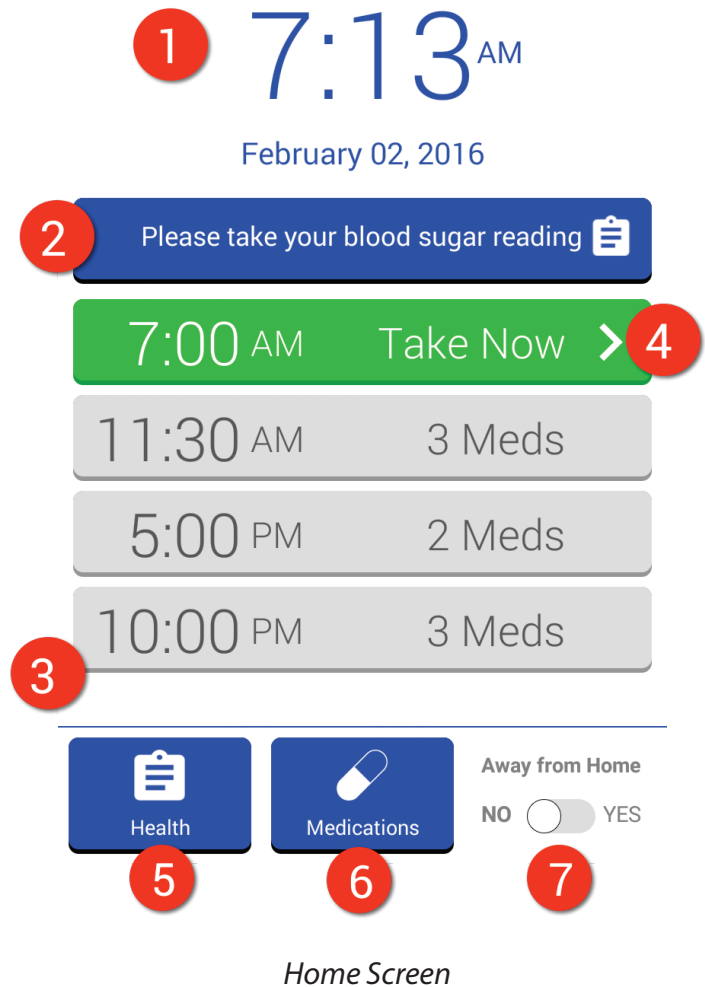 1 7:13 AM
February 02, 2016
2 Please take your blood sugar reading
7:00 AM Take Now 4
11:30 AM 3 Meds
5:00 PM 2 Meds
10:00 PM 3 Meds
3
Away from Home
NO YES
Health Medications
5 6 7
Home Screen